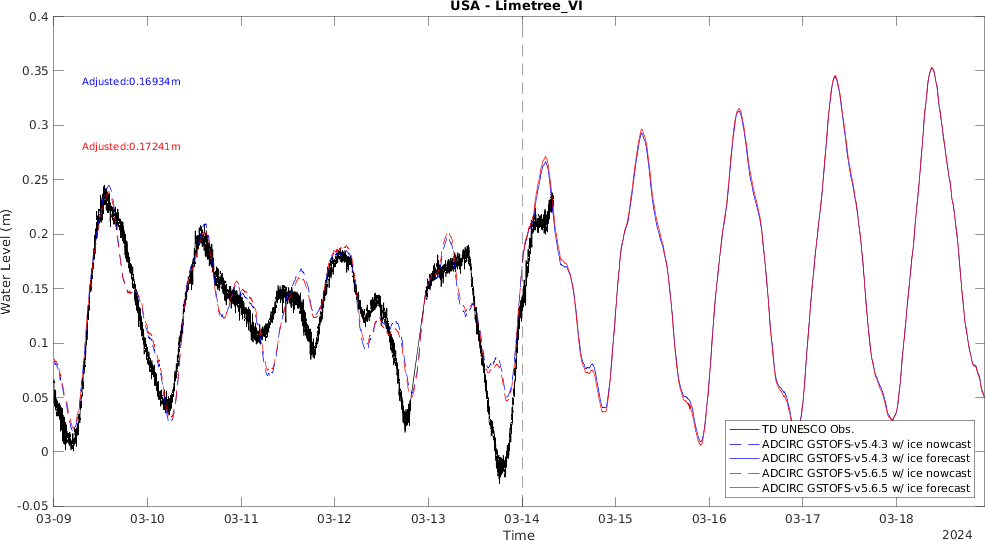 USA - Limetree_VI
0.4
0.35
0.3
0.25
0.2
0.15
0.1
0.05
0
-0.05
Water Level (m)
Adjusted:0.16934m
Adjusted:0.17241m
TD UNESCO Obs.
ADCIRC GSTOFS-v5.4.3 w/ ice nowcast
ADCIRC GSTOFS-v5.4.3 w/ ice forecast
ADCIRC GSTOFS-v5.6.5 w/ ice nowcast
ADCIRC GSTOFS-v5.6.5 w/ ice forecast
03-09 03-10 03-11 03-12 03-13 03-14 03-15 03-16 03-17 03-18
Time
2024